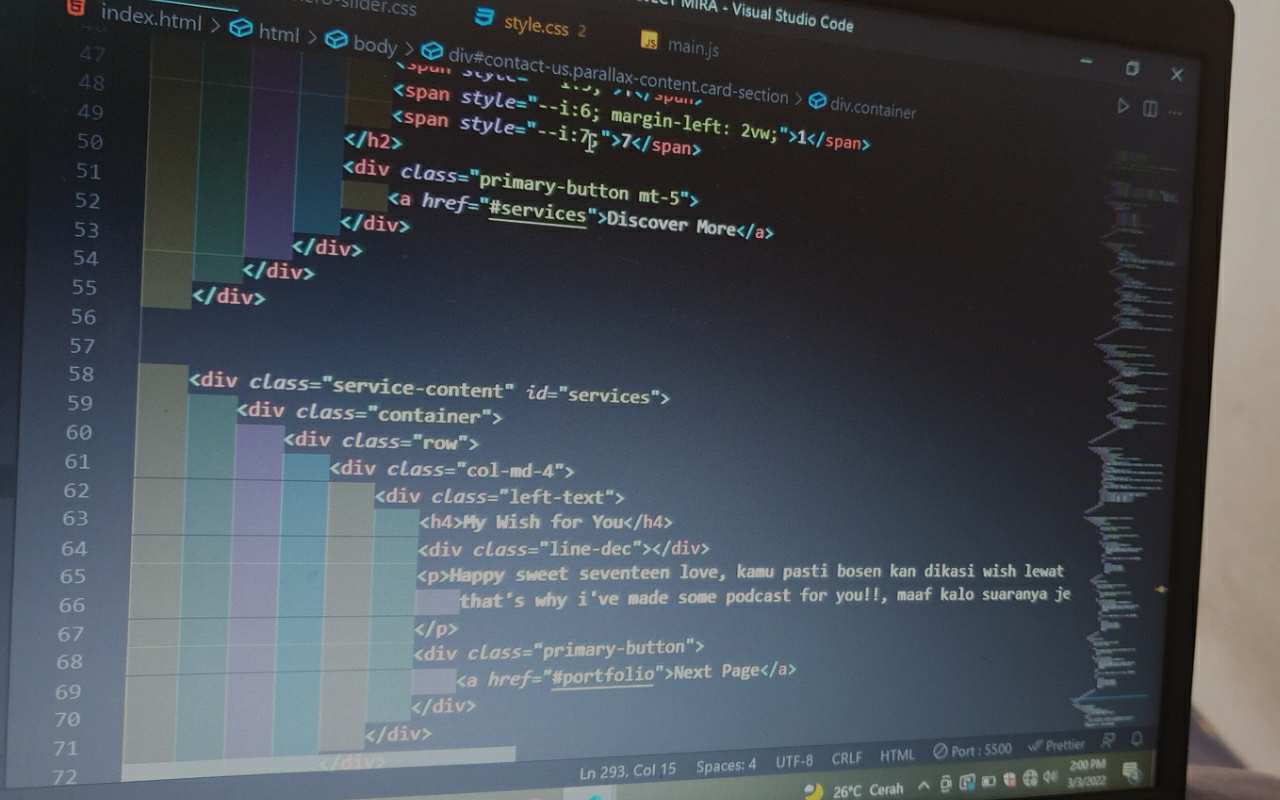 MIRA - Visual Studio Code
slider.css
style.css 2
main.js
index.html > html > body > div#contact-us.parallax-content.card-section > div.container
47
48 <span style="--i:6; margin-left: 2vw;">1</span>
49 <span style="--i:7;">7</span>
50 </h2>
51 <div class="primary-button mt-5">
52 <a href="#services">Discover More</a>
53 </div>
54 </div>
55 </div>
56 </div>
57
58 <div class="service-content" id="services">
59 <div class="container">
60 <div class="row">
61 <div class="col-md-4">
62 <div class="left-text">
63 <h4>My Wish for You</h4>
64 <div class="line-dec"></div>
65 <p>Happy sweet seventeen love, kamu pasti bosen kan dikasi wish lewat
66 that's why i've made some podcast for you!!, maaf kalo suaranya je
67 </p>
68 <div class="primary-button">
69 <a href="#portfolio">Next Page</a>
70 </div>
71 </div>
72 </div>
Ln 293, Col 15 Spaces: 4 UTF-8 CRLF HTML Port : 5500 Prettier
26°C Cerah 2:00 PM
3/3/2022